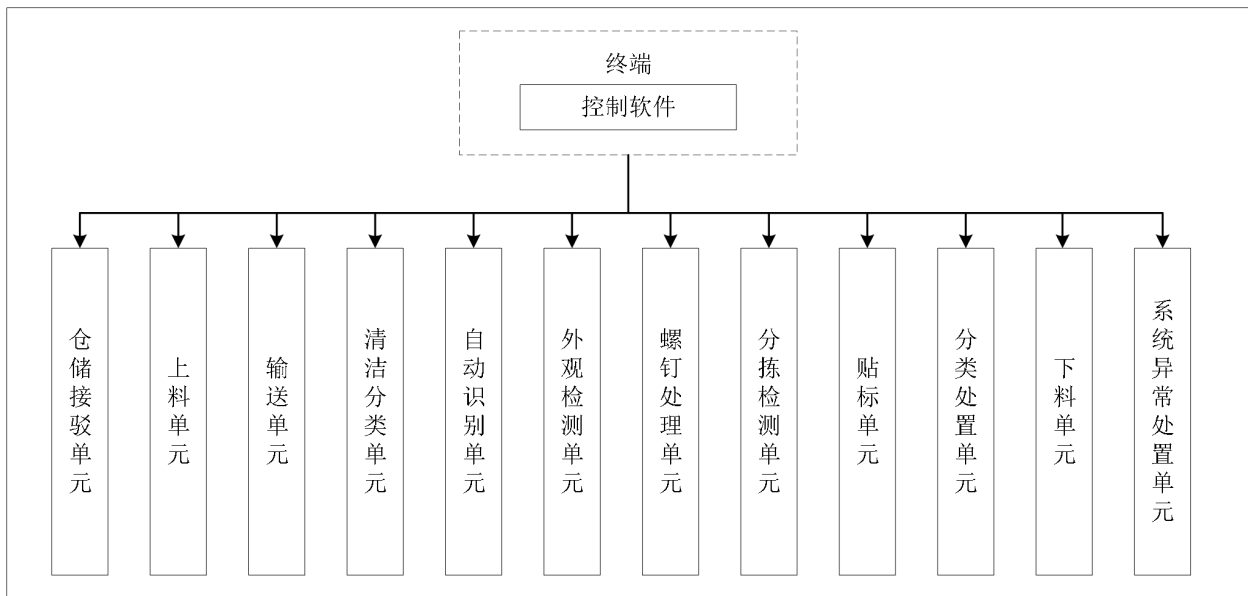 终端
控制软件
仓储接驳单元
上料单元
输送单元
清洁分类单元
自动识别单元
外观检测单元
螺钉处理单元
分拣检测单元
贴标单元
分类处置单元
下料单元
系统异常处置单元